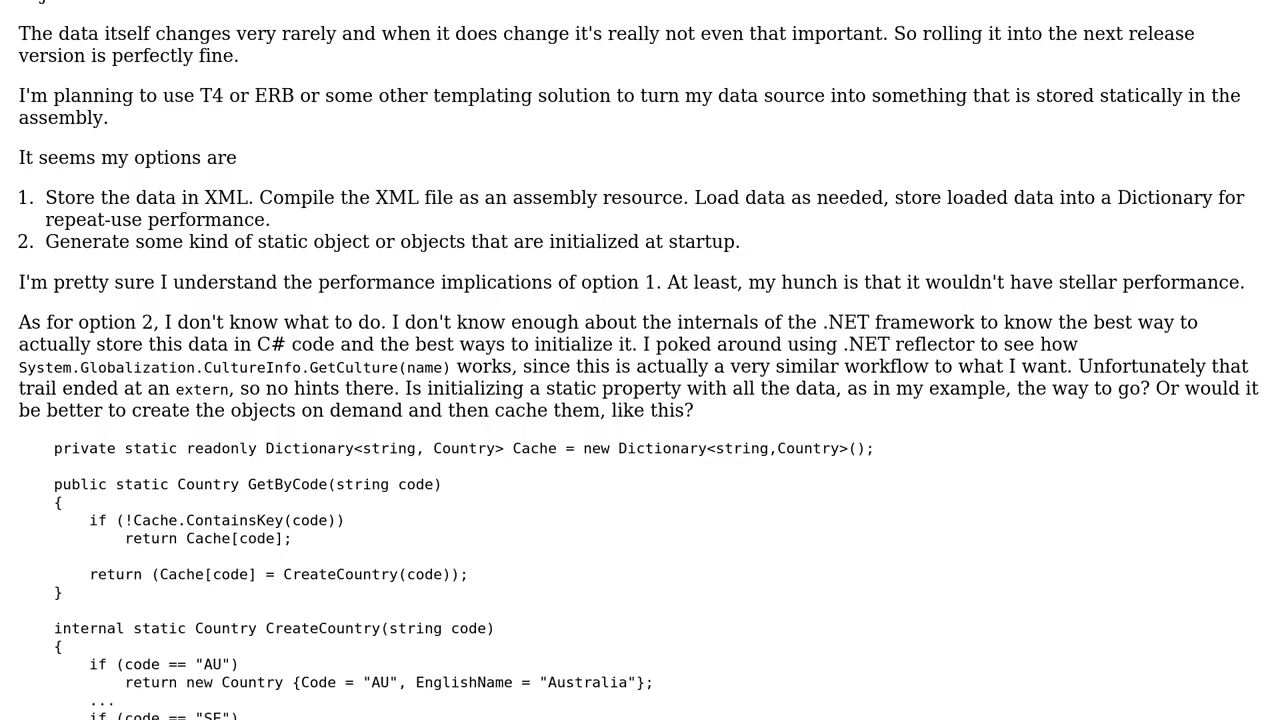 The data itself changes very rarely and when it does change it's really not even that important. So rolling it into the next release
version is perfectly fine.
I'm planning to use T4 or ERB or some other templating solution to turn my data source into something that is stored statically in the
assembly.
It seems my options are
1. Store the data in XML. Compile the XML file as an assembly resource. Load data as needed, store loaded data into a Dictionary for
repeat-use performance.
2. Generate some kind of static object or objects that are initialized at startup.
I'm pretty sure I understand the performance implications of option 1. At least, my hunch is that it wouldn't have stellar performance.
As for option 2, I don't know what to do. I don't know enough about the internals of the .NET framework to know the best way to
actually store this data in C# code and the best ways to initialize it. I poked around using .NET reflector to see how
System.Globalization.CultureInfo.GetCulture(name) works, since this is actually a very similar workflow to what I want. Unfortunately that
trail ended at an extern, so no hints there. Is initializing a static property with all the data, as in my example, the way to go? Or would it
be better to create the objects on demand and then cache them, like this?
private static readonly Dictionary<string, Country> Cache = new Dictionary<string,Country>();
public static Country GetByCode(string code)
{
if (!Cache.ContainsKey(code))
return Cache[code];
return (Cache[code] = CreateCountry(code));
}
internal static Country CreateCountry(string code)
{
if (code == "AU")
return new Country {Code = "AU", EnglishName = "Australia"};
...
if (code == "SE")